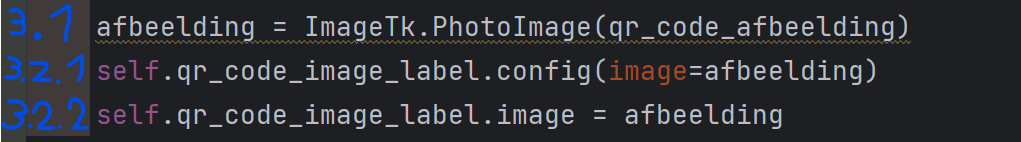 3.1 afbeelding = ImageTk.PhotoImage(qr_code_afbeelding)
3.2.1 self.qr_code_image_label.config(image=afbeelding)
3.2.2 self.qr_code_image_label.image = afbeelding